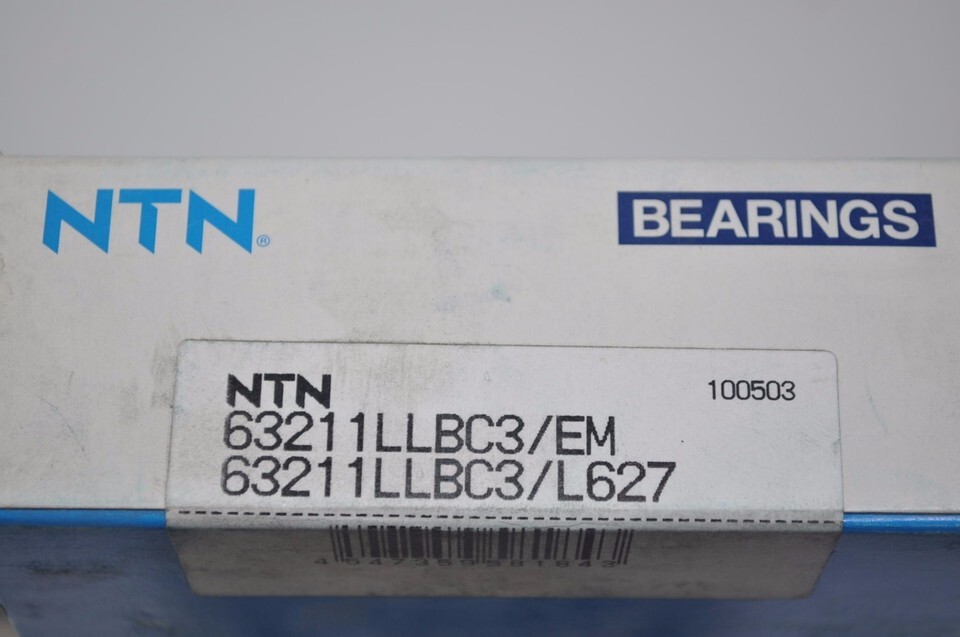 NTN®
BEARINGS
NTN
100503
63211LLBC3/EM
63211LLBC3/L627